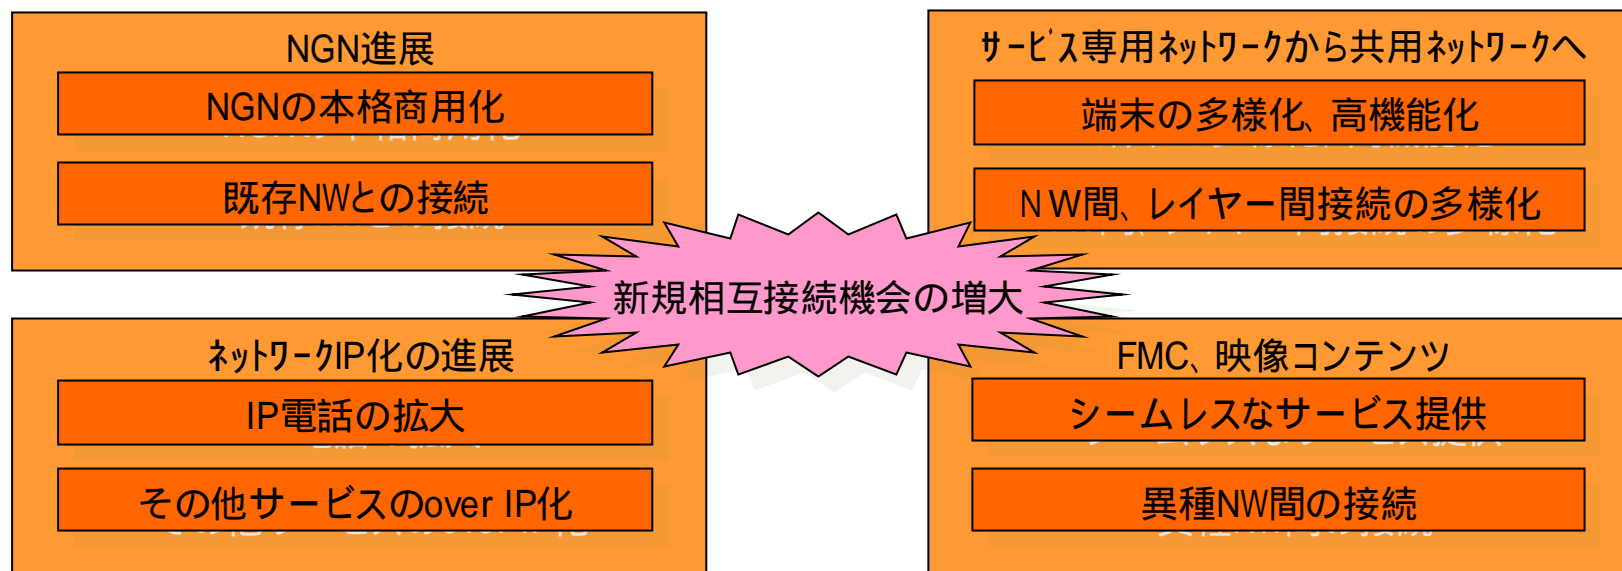 NGN進展
NGNの本格商用化
既存NWとの接続
サービス専用ネットワークから共用ネットワークへ
端末の多様化、高機能化
NW間、レイヤー間接続の多様化
新規相互接続機会の増大
ネットワークIP化の進展
IP電話の拡大
その他サービスのover IP化
FMC、映像コンテンツ
シームレスなサービス提供
異種NW間の接続